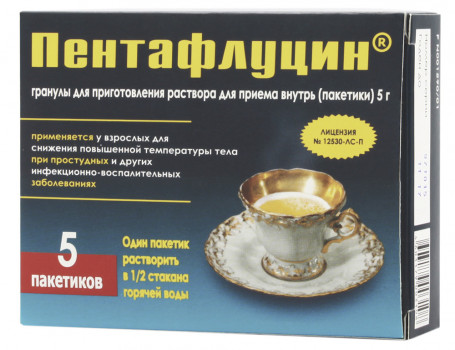 Пентафлуцин®
гранулы для приготовления раствора для приема внутрь (пакетики) 5 г
ЛИЦЕНЗИЯ
№ 12530-ЛС-П
применяется у взрослых для
снижения повышенной температуры тела
при простудных и других
инфекционно-воспалительных
заболеваниях
5
пакетиков
Один пакетик
растворить
в 1/2 стакана
горячей воды